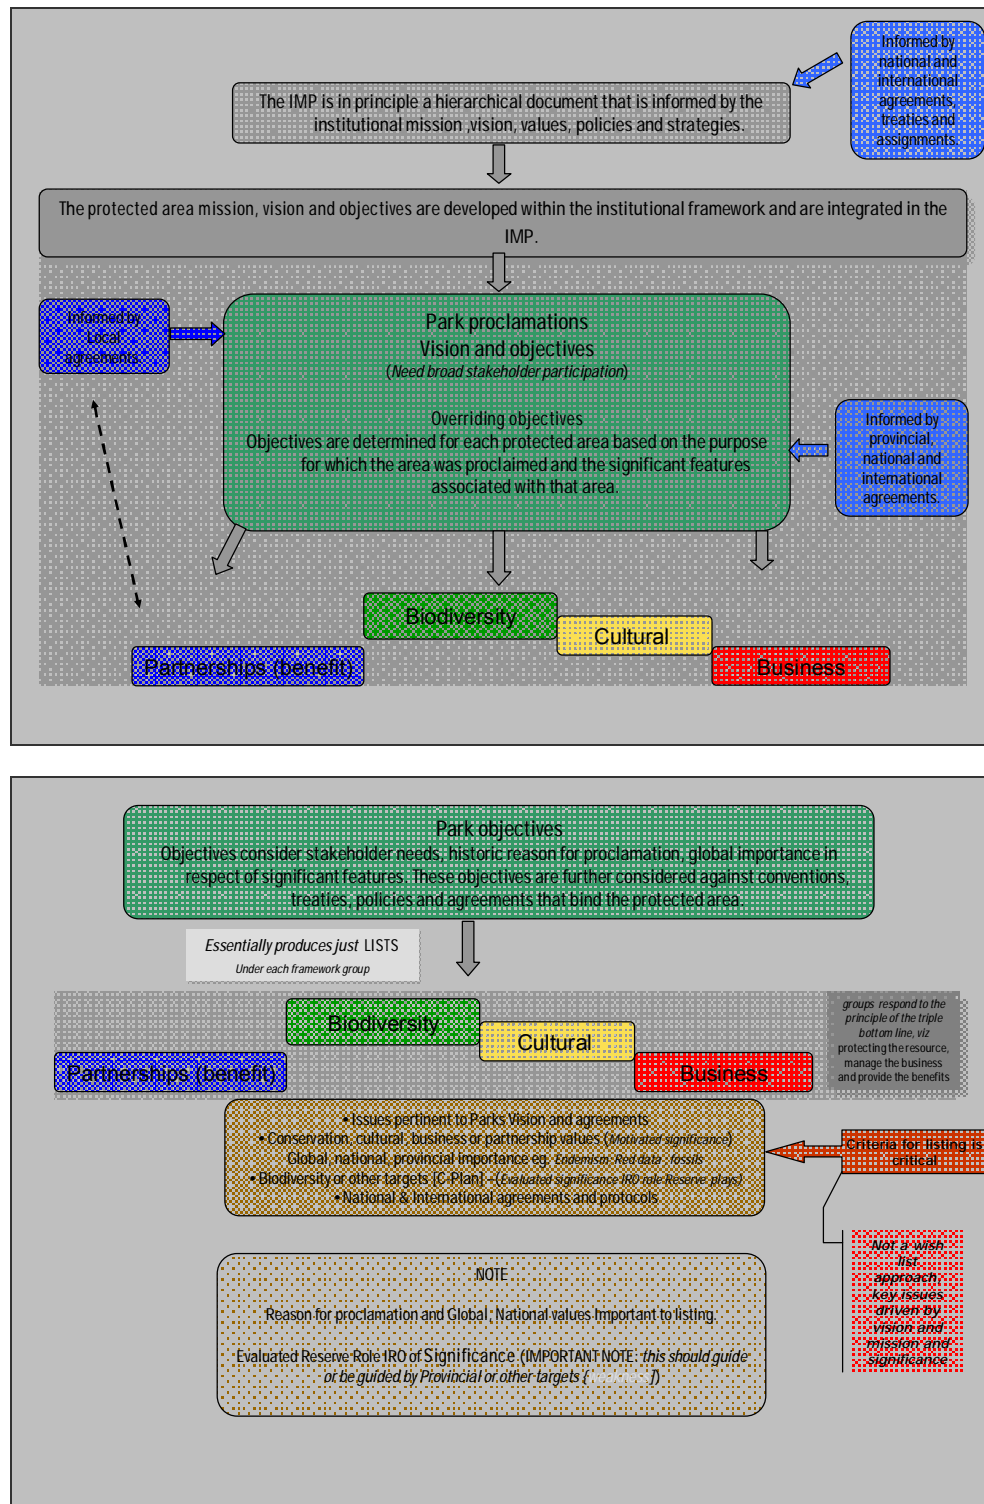 Informed by
national and
international
agreements,
treaties and
assignments.
The IMP is in principle a hierarchical document that is informed by the
institutional mission ,vision, values, policies and strategies.
The protected area mission, vision and objectives are developed within the institutional framework and are integrated in the
IMP.
Informed by
Local
agreements.
Park proclamations
Vision and objectives
(Need broad stakeholder participation)
Overriding objectives
Objectives are determined for each protected area based on the purpose
for which the area was proclaimed and the significant features
associated with that area.
Informed by
provincial,
national and
international
agreements.
Biodiversity
Cultural
Partnerships (benefit)
Business
Park objectives
Objectives consider stakeholder needs, historic reason for proclamation, global importance in
respect of significant features. These objectives are further considered against conventions,
treaties, policies and agreements that bind the protected area.
Essentially produces just LISTS
Under each framework group
Biodiversity
Cultural
Partnerships (benefit)
Business
groups respond to the
principle of the triple
bottom line, viz
protecting the resource,
manage the business
and provide the benefits
• Issues pertinent to Parks Vision and agreements
• Conservation, cultural, business or partnership values (Motivated significance)
Global, national, provincial importance eg. Endemism: Red data : fossils
• Biodiversity or other targets [C-Plan] –(Evaluated significance IRO role Reserve plays)
• National & International agreements and protocols
Criteria for listing is
critical
Not a wish
list
approach
key issues
driven by
vision and
mission and
significance
NOTE
Reason for proclamation and Global, National values Important to listing.
Evaluated Reserve Role IRO of Significance (IMPORTANT NOTE: this should guide
or be guided by Provincial or other targets [])